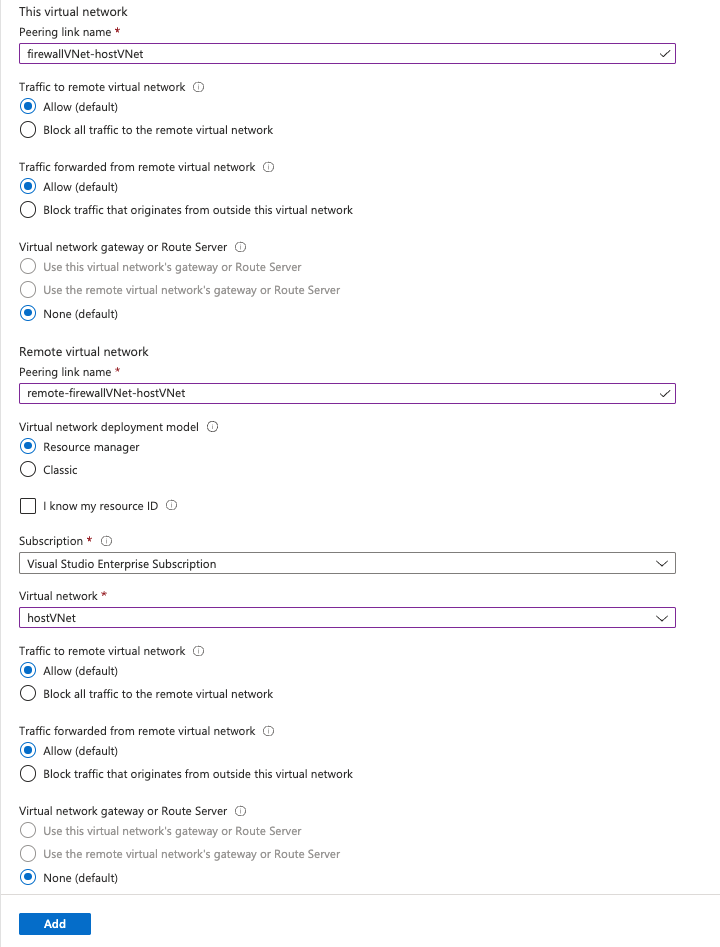 This virtual network
Peering link name *
firewallVNet-hostVNet
Traffic to remote virtual network
Allow (default)
Block all traffic to the remote virtual network
Traffic forwarded from remote virtual network
Allow (default)
Block traffic that originates from outside this virtual network
Virtual network gateway or Route Server
Use this virtual network's gateway or Route Server
Use the remote virtual network's gateway or Route Server
None (default)
Remote virtual network
Peering link name *
remote-firewallVNet-hostVNet
Virtual network deployment model
Resource manager
Classic
I know my resource ID
Subscription *
Visual Studio Enterprise Subscription
Virtual network *
hostVNet
Traffic to remote virtual network
Allow (default)
Block all traffic to the remote virtual network
Traffic forwarded from remote virtual network
Allow (default)
Block traffic that originates from outside this virtual network
Virtual network gateway or Route Server
Use this virtual network's gateway or Route Server
Use the remote virtual network's gateway or Route Server
None (default)
Add